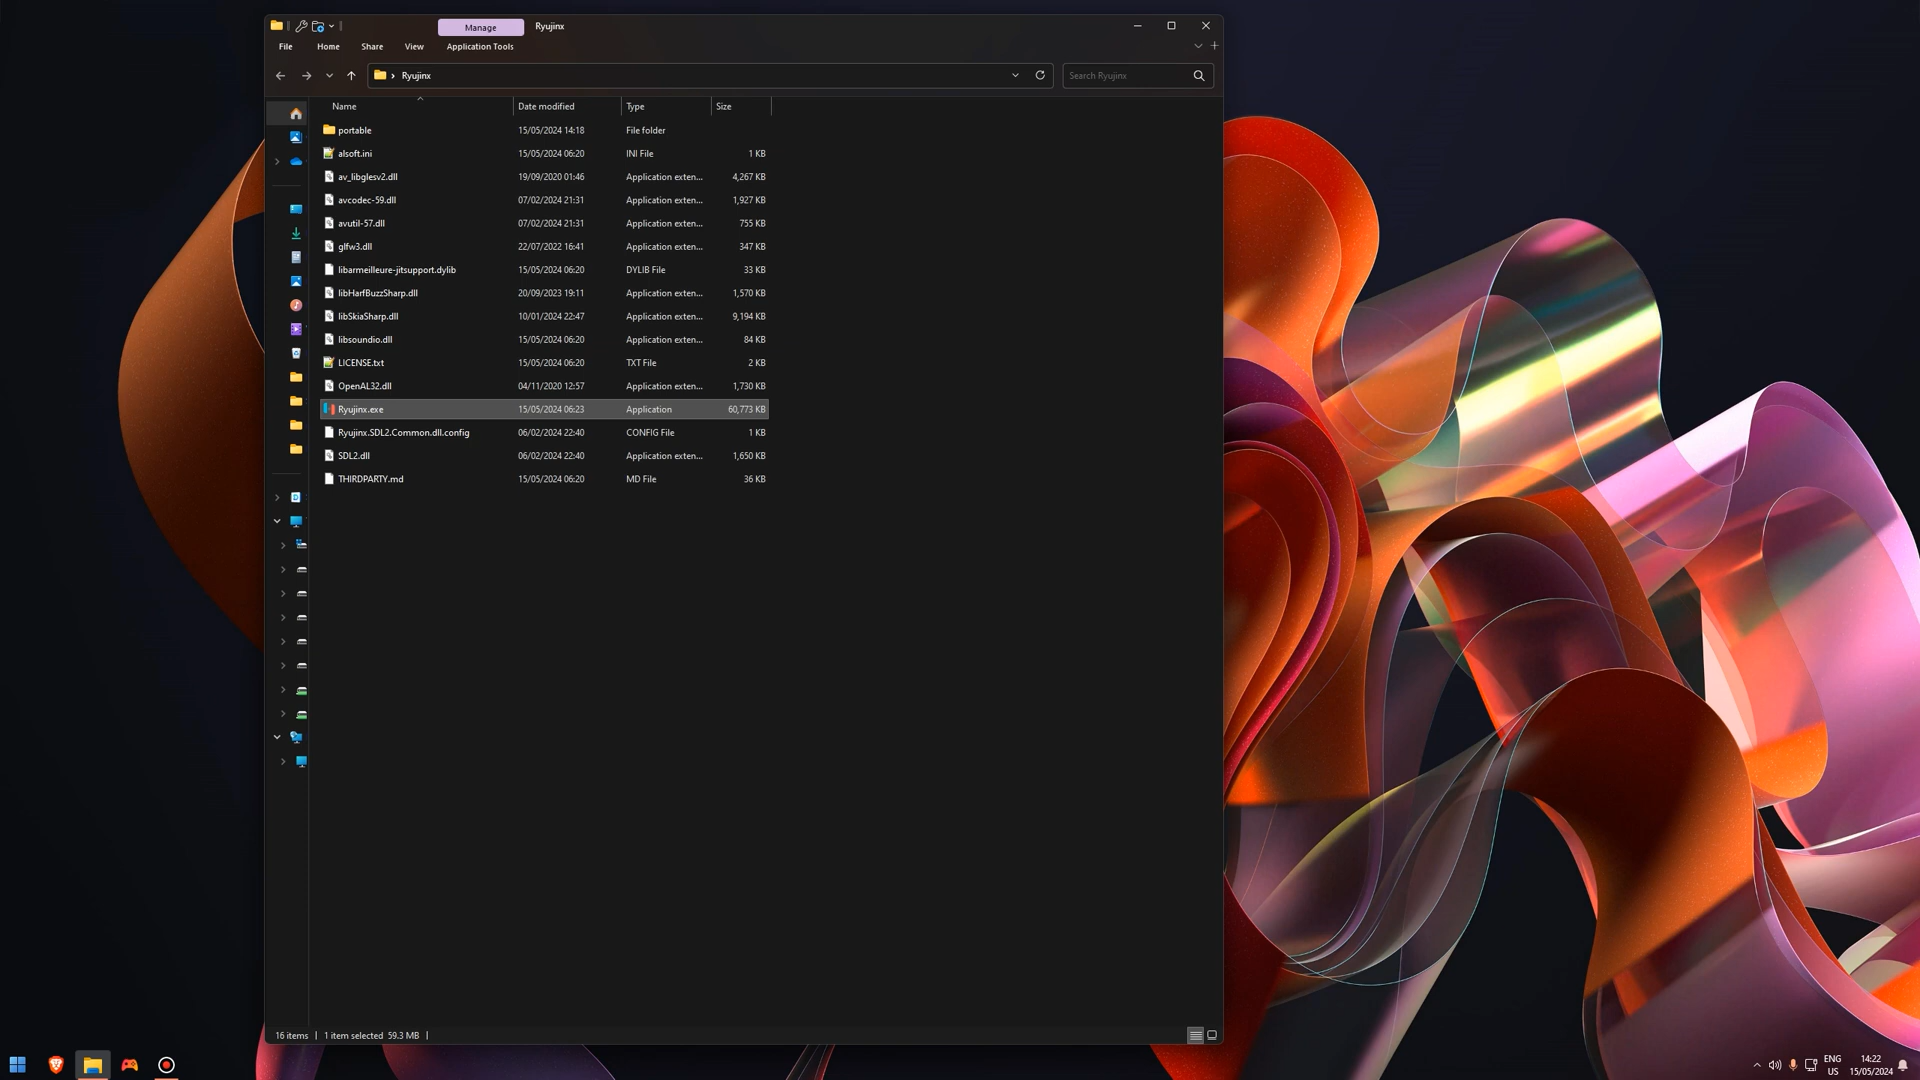 Manage
Ryujinx
File
Home
Share
View
Application Tools
Ryujinx
Search Ryujinx
Name
Date modified
Type
Size
portable 15/05/2024 14:18 File folder
alsoft.ini 15/05/2024 06:20 INI File 1 KB
av_libglesv2.dll 19/09/2020 01:46 Application exten... 4,267 KB
avcodec-59.dll 07/02/2024 21:31 Application exten... 1,927 KB
avutil-57.dll 07/02/2024 21:31 Application exten... 755 KB
glfw3.dll 22/07/2022 16:41 Application exten... 347 KB
libarmeilleure-jitsupport.dylib 15/05/2024 06:20 DYLIB File 33 KB
libHarfBuzzSharp.dll 20/09/2023 19:11 Application exten... 1,570 KB
libSkiaSharp.dll 10/01/2024 22:47 Application exten... 9,194 KB
libsoundio.dll 15/05/2024 06:20 Application exten... 84 KB
LICENSE.txt 15/05/2024 06:20 TXT File 2 KB
OpenAL32.dll 04/11/2020 12:57 Application exten... 1,730 KB
Ryujinx.exe 15/05/2024 06:23 Application 60,773 KB
Ryujinx.SDL2.Common.dll.config 06/02/2024 22:40 CONFIG File 1 KB
SDL2.dll 06/02/2024 22:40 Application exten... 1,650 KB
THIRDPARTY.md 15/05/2024 06:20 MD File 36 KB
16 items
1 item selected 59.3 MB
ENG
US
14:22
15/05/2024